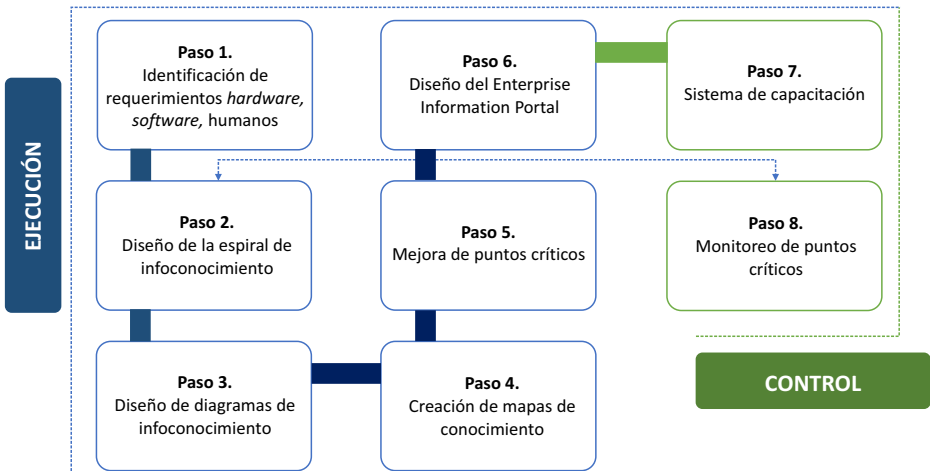 EJECUCIÓN
Paso 1.
Identificación de
requerimientos hardware,
software, humanos
Paso 2.
Diseño de la espiral de
infoconocimiento
Paso 3.
Diseño de diagramas de
infoconocimiento
Paso 4.
Creación de mapas de
conocimiento
Paso 5.
Mejora de puntos críticos
Paso 6.
Diseño del Enterprise
Information Portal
Paso 7.
Sistema de capacitación
Paso 8.
Monitoreo de puntos
críticos
CONTROL